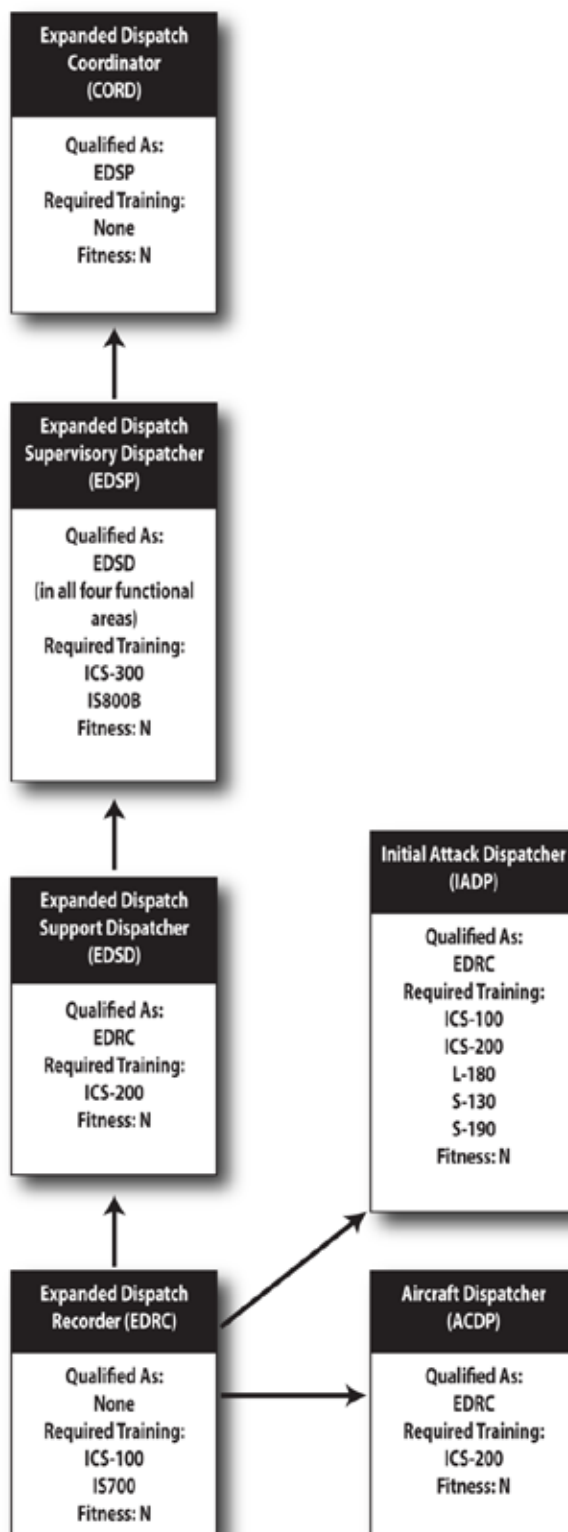 Expanded Dispatch
Coordinator
(CORD)
Qualified As:
EDSP
Required Training:
None
Fitness: N
Expanded Dispatch
Supervisory Dispatcher
(EDSP)
Qualified As:
EDSD
(in all four functional
areas)
Required Training:
ICS-300
IS800B
Fitness: N
Expanded Dispatch
Support Dispatcher
(EDSD)
Qualified As:
EDRC
Required Training:
ICS-200
Fitness: N
Initial Attack Dispatcher
(IADP)
Qualified As:
EDRC
Required Training:
ICS-100
ICS-200
L-180
S-130
S-190
Fitness: N
Expanded Dispatch
Recorder (EDRC)
Qualified As:
None
Required Training:
ICS-100
IS700
Fitness: N
Aircraft Dispatcher
(ACDP)
Qualified As:
EDRC
Required Training:
ICS-200
Fitness: N